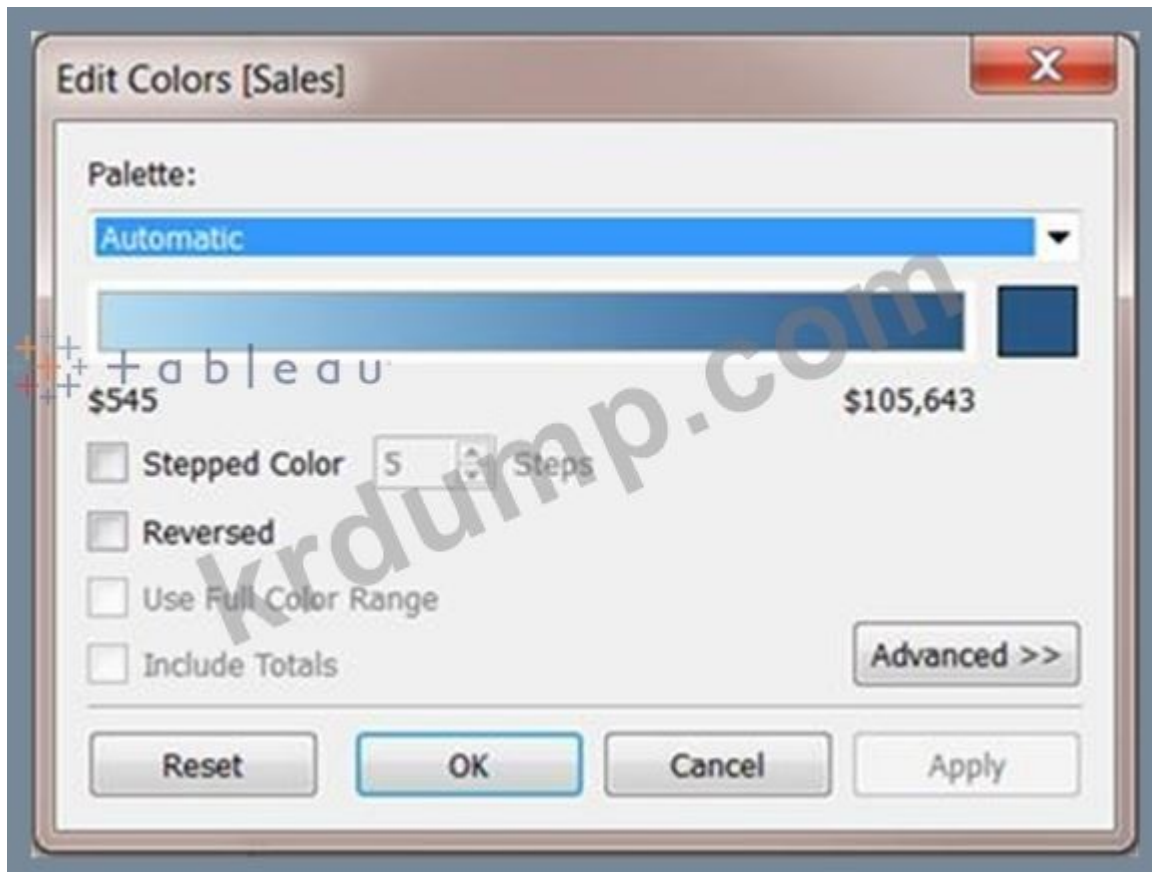 Edit Colors [Sales]
Palette:
Automatic
+ a b l e a u
$545
$105,643
Stepped Color 5 Steps
Reversed
Use Full Color Range
Include Totals
Advanced >>
Reset OK Cancel Apply
krdump.com